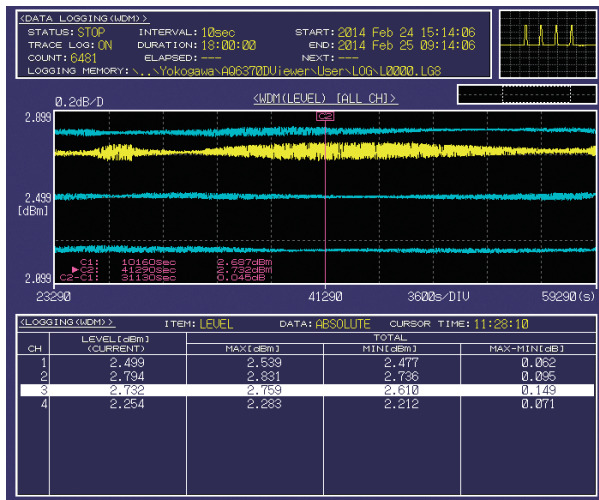 <DATA LOGGING(WDM)>
STATUS: STOP INTERVAL: 10sec START: 2014 Feb 24 15:14:06
TRACE LOG: ON DURATION: 18:00:00 END: 2014 Feb 25 09:14:06
COUNT: 6481 ELAPSED: --- NEXT: ---
LOGGING MEMORY: \..\Yokogawa\AQ6370DViewer\User\LOG\L0000.LG8
0.2dB/D <WDM(LEVEL) [ALL CH]>
2.899 C2
2.499
[dBm]
C1: 10160sec 2.687dBm
▶C2: 41290sec 2.732dBm
2.099 C2-C1: 31130sec 0.045dB
23290 41290 3600s/DIV 59290(s)
<LOGGING(WDM)> ITEM: LEVEL DATA: ABSOLUTE CURSOR TIME: 11:28:10
LEVEL[dBm] TOTAL
CH (CURRENT) MAX[dBm] MIN[dBm] MAX-MIN[dB]
1 2.499 2.539 2.477 0.062
2 2.794 2.831 2.736 0.095
3 2.732 2.759 2.610 0.149
4 2.254 2.283 2.212 0.071